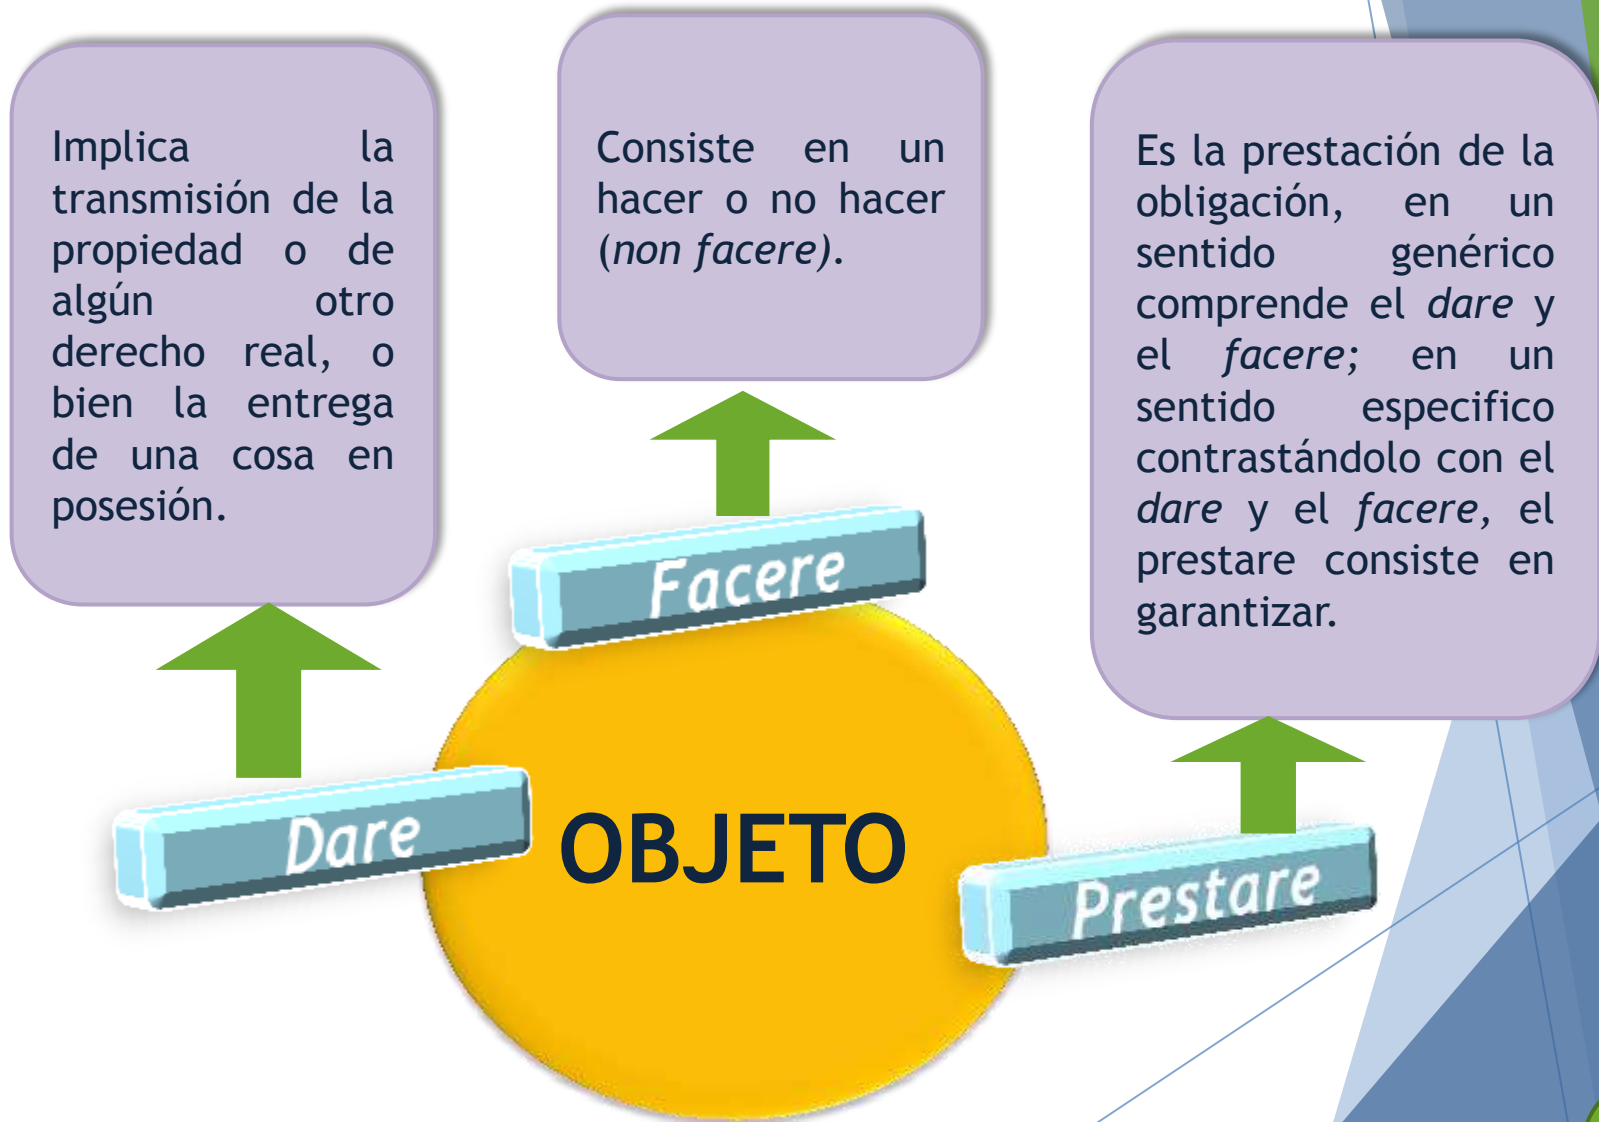 Implica la
transmisión de la
propiedad o de
algún otro
derecho real, o
bien la entrega
de una cosa en
posesión.
Consiste en un
hacer o no hacer
(non facere).
Es la prestación de la
obligación, en un
sentido genérico
comprende el dare y
el facere; en un
sentido especifico
contrastándolo con el
dare y el facere, el
prestare consiste en
garantizar.
Facere
Dare
OBJETO
Prestare